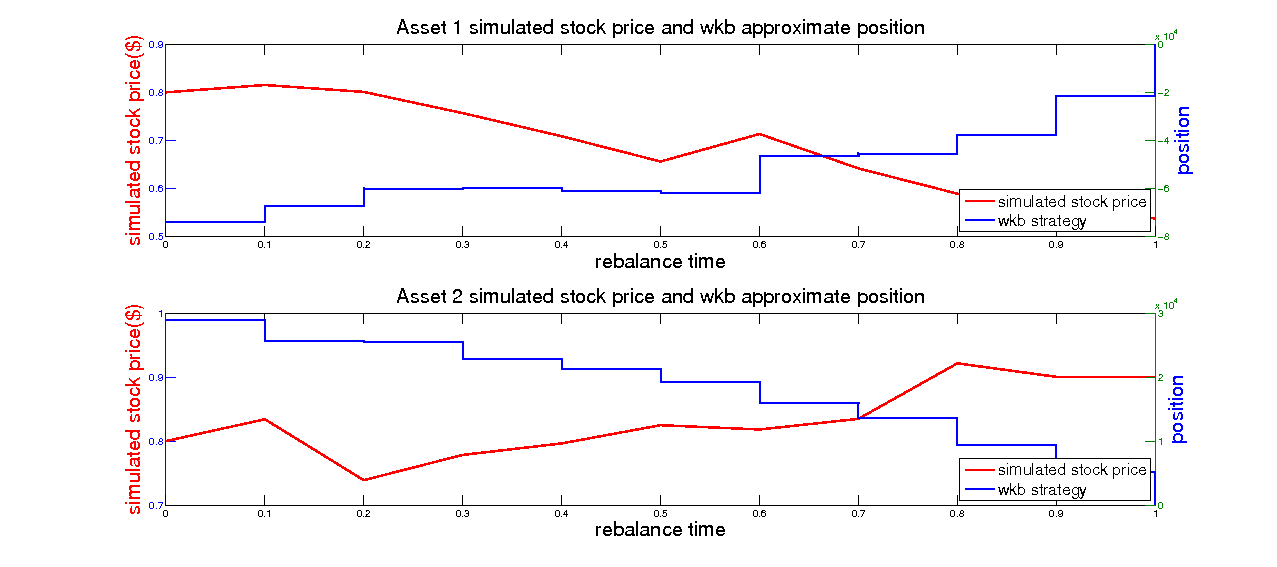 Asset 1 simulated stock price and wkb approximate position
simulated stock price($)
0.9
0.8
0.7
0.6
0.5
x 10^4
0
-2
-4
-6
-8
position
simulated stock price
wkb strategy
0 0.1 0.2 0.3 0.4 0.5 0.6 0.7 0.8 0.9 1
rebalance time
Asset 2 simulated stock price and wkb approximate position
simulated stock price($)
1
0.9
0.8
0.7
x 10^4
3
2
1
0
position
simulated stock price
wkb strategy
0 0.1 0.2 0.3 0.4 0.5 0.6 0.7 0.8 0.9 1
rebalance time